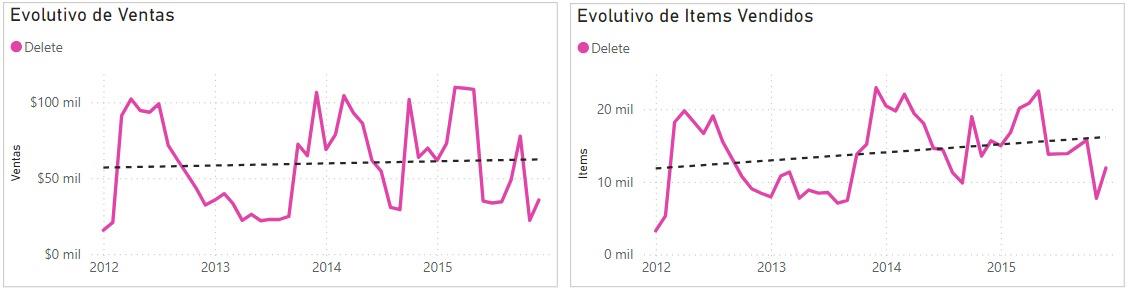 Evolutivo de Ventas
Delete
Ventas
$100 mil
$50 mil
$0 mil
2012 2013 2014 2015
Evolutivo de Items Vendidos
Delete
Items
20 mil
10 mil
0 mil
2012 2013 2014 2015